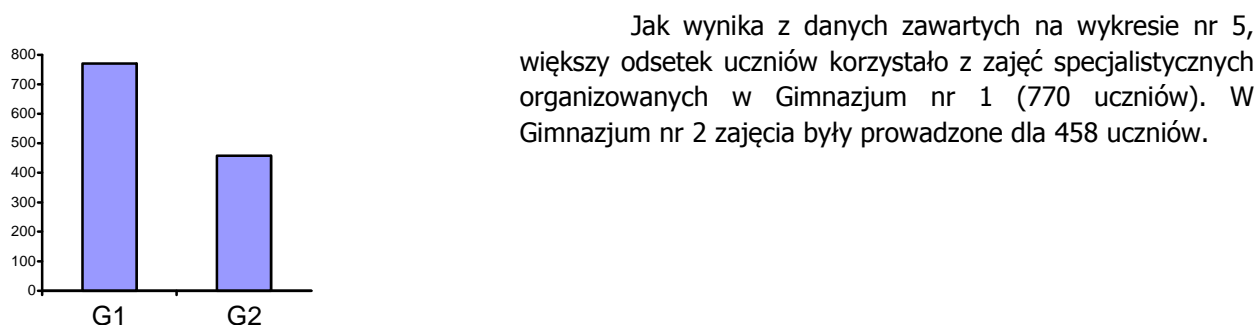 Jak wynika z danych zawartych na wykresie nr 5,
większy odsetek uczniów korzystało z zajęć specjalistycznych
organizowanych w Gimnazjum nr 1 (770 uczniów). W
Gimnazjum nr 2 zajęcia były prowadzone dla 458 uczniów.
800
700
600
500
400
300
200
100
0
G1 G2